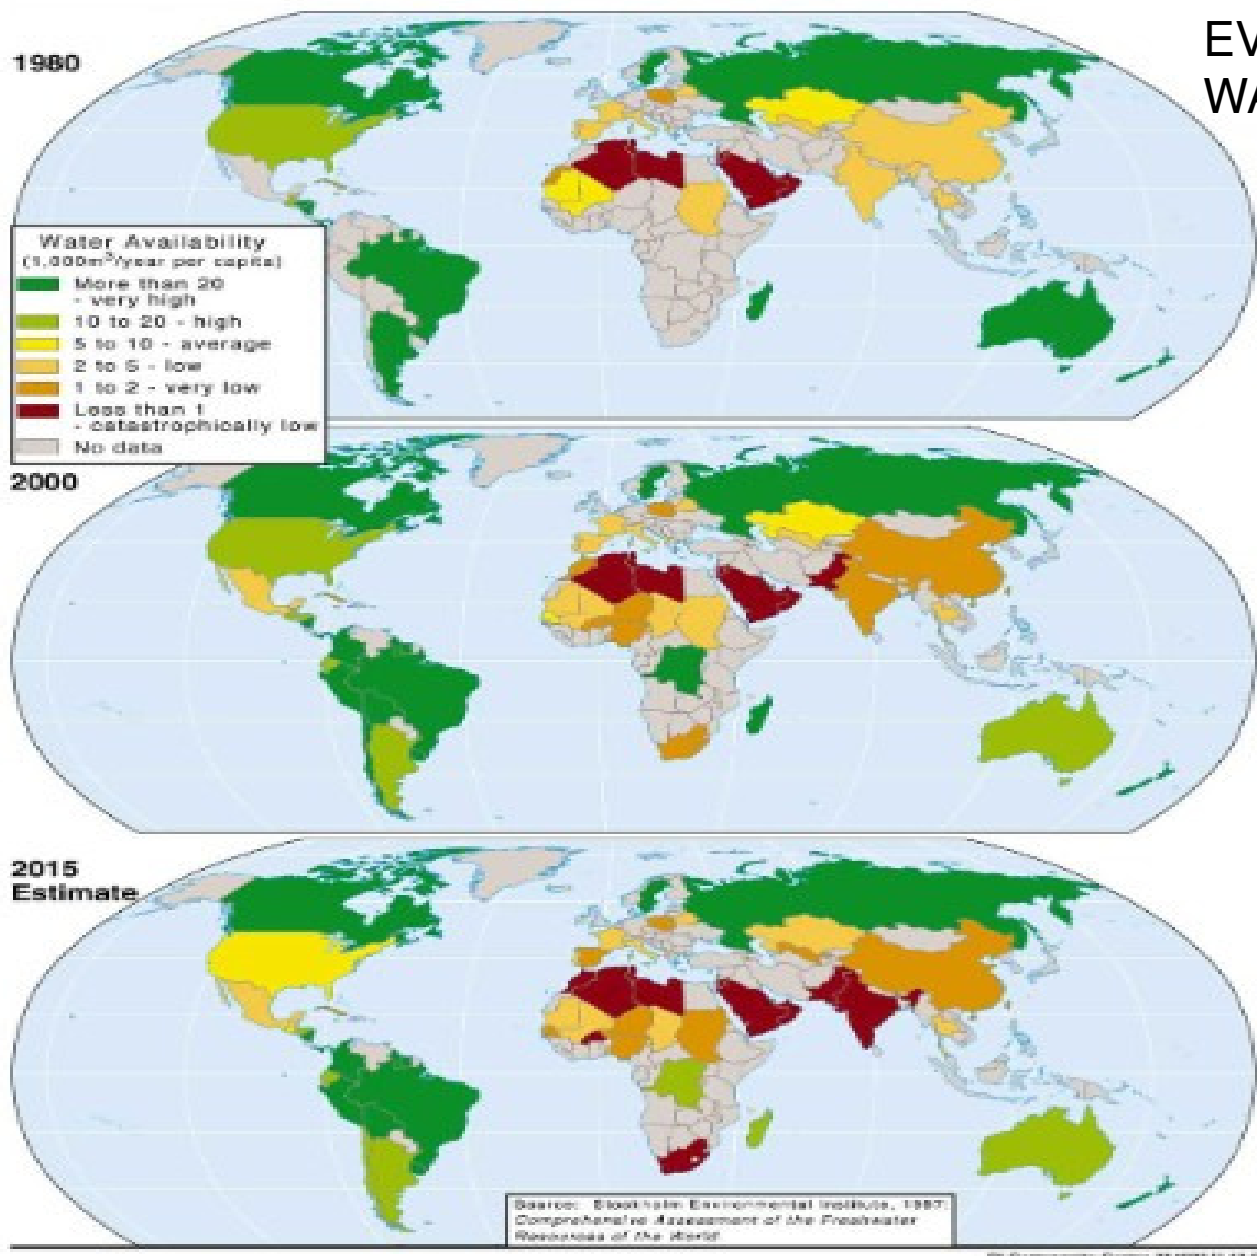 EV
WA
1980
Water Availability
(1,000m³/year per capita)
More than 20
- very high
10 to 20 - high
5 to 10 - average
2 to 5 - low
1 to 2 - very low
Less than 1
- catastrophically low
No data
2000
2015
Estimate
Source: Stockholm Environmental Institute, 1997:
Comprehensive Assessment of the Freshwater
Resources of the World